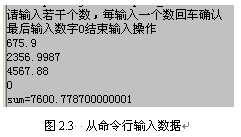 请输入若干个数，每输入一个数回车确认
最后输入数字0结束输入操作
675.9
2356.9987
4567.88
0
sum=7600.778700000001
图 2.3 从命令行输入数据